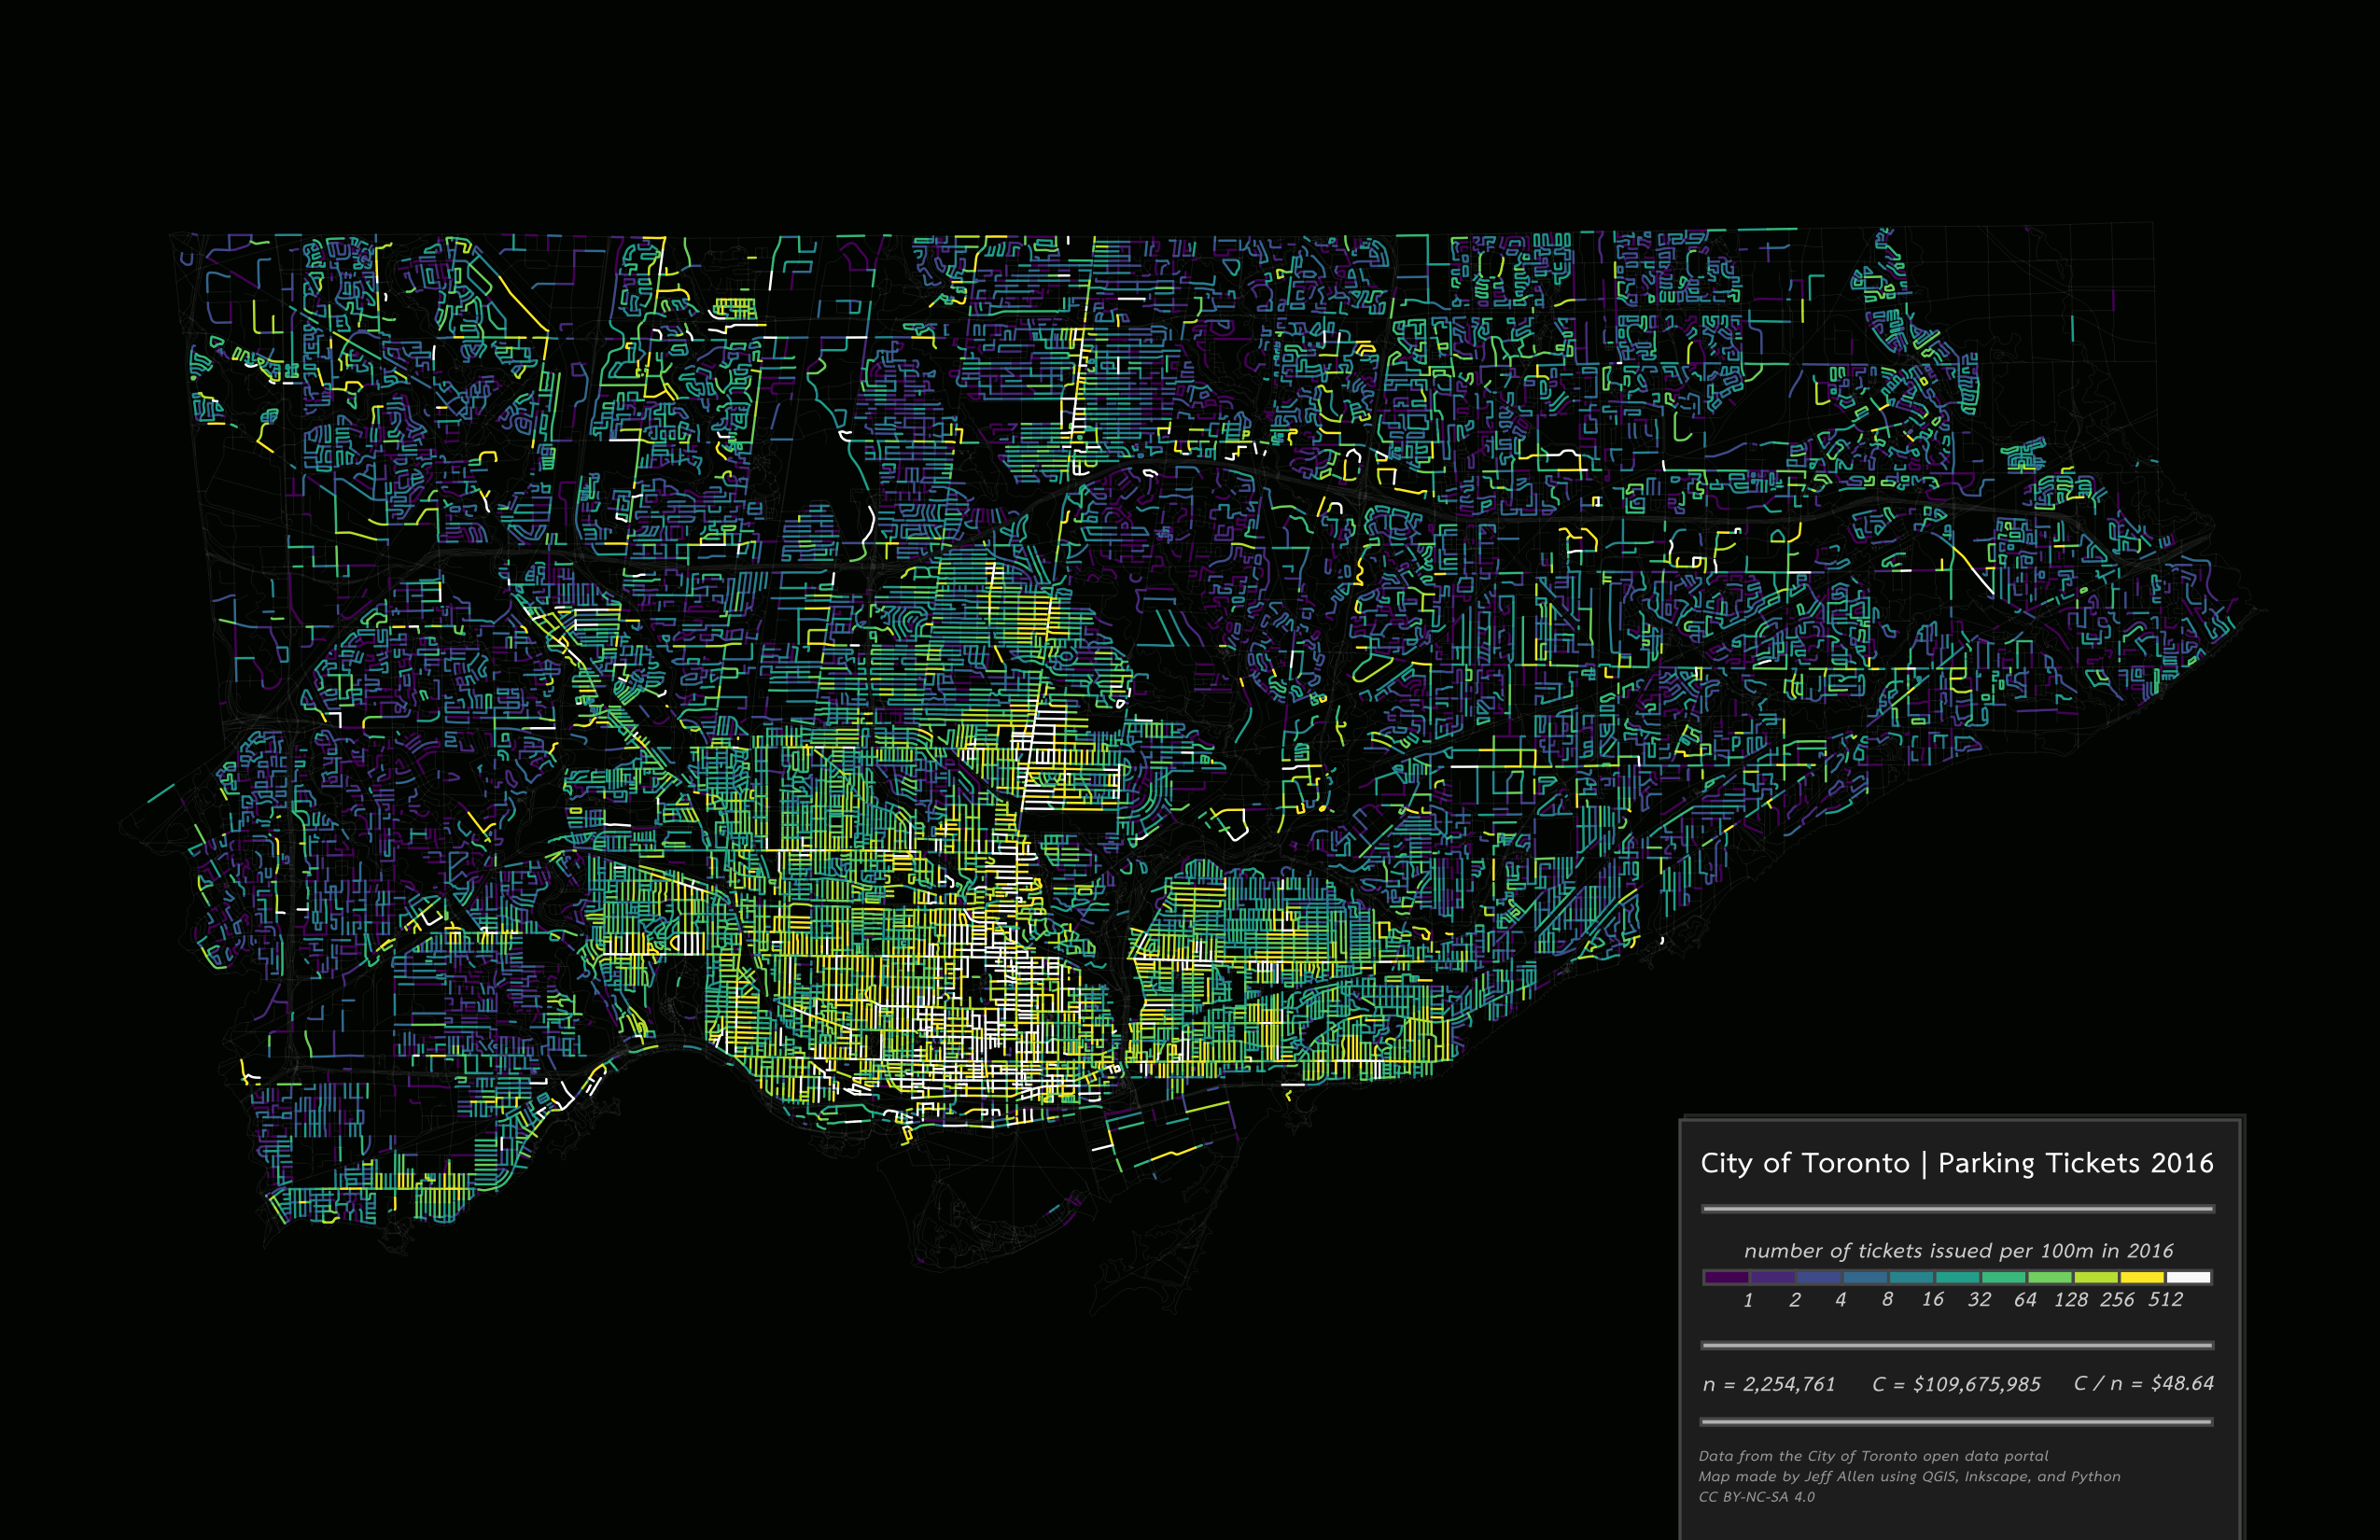 City of Toronto | Parking Tickets 2016
number of tickets issued per 100m in 2016
1 2 4 8 16 32 64 128 256 512
n = 2,254,761 C = $109,675,985 C / n = $48.64
Data from the City of Toronto open data portal
Map made by Jeff Allen using QGIS, Inkscape, and Python
CC BY-NC-SA 4.0